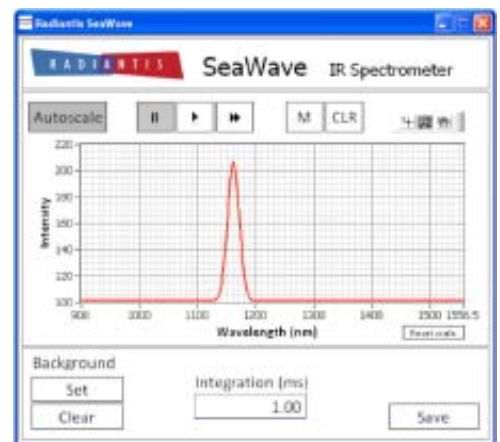 Radiantis SeaWave
RADIANTIS
SeaWave IR Spectrometer
Autoscale M CLR
220
200
180
160
140
120
100
Intensity
900 1000 1100 1200 1300 1400 1500 1556.5
Wavelength (nm)
Reset scale
Background
Set
Clear
Integration (ms)
1.00
Save